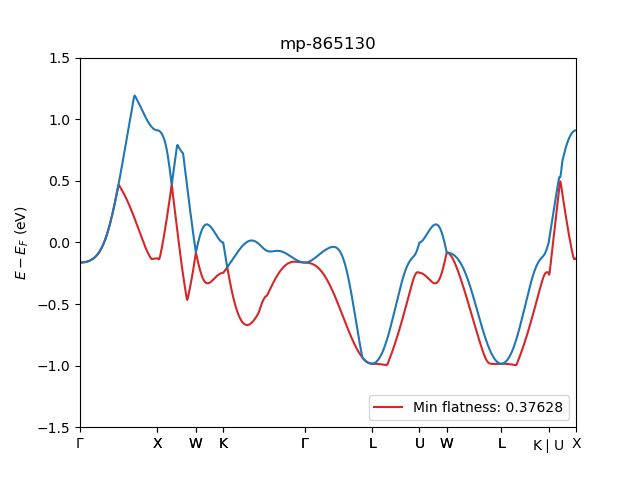 mp-865130
1.5
1.0
0.5
0.0
−0.5
−1.0
−1.5
E − E_F (eV)
Min flatness: 0.37628
Γ X W K Γ L U W L K | U X